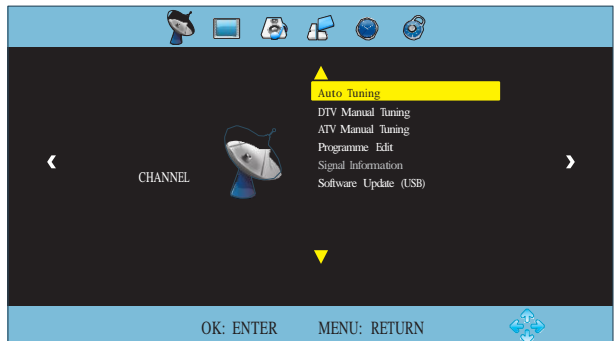 Auto Tuning
DTV Manual Tuning
ATV Manual Tuning
Programme Edit
Signal Information
Software Update (USB)
CHANNEL
OK: ENTER MENU: RETURN